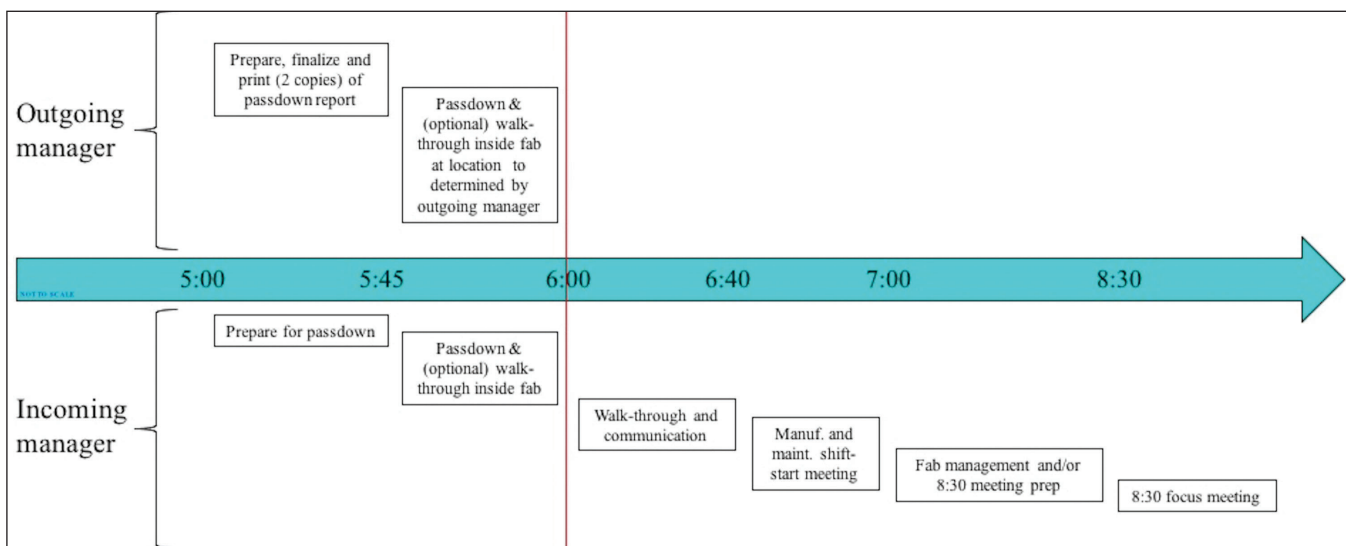 Outgoing
manager
Prepare, finalize and
print (2 copies) of
passdown report
Passdown &
(optional) walk-
through inside fab
at location to
determined by
outgoing manager
5:00 5:45 6:00 6:40 7:00 8:30
NOT TO SCALE
Incoming
manager
Prepare for passdown
Passdown &
(optional) walk-
through inside fab
Walk-through and
communication
Manuf. and
maint. shift-
start meeting
Fab management and/or
8:30 meeting prep
8:30 focus meeting